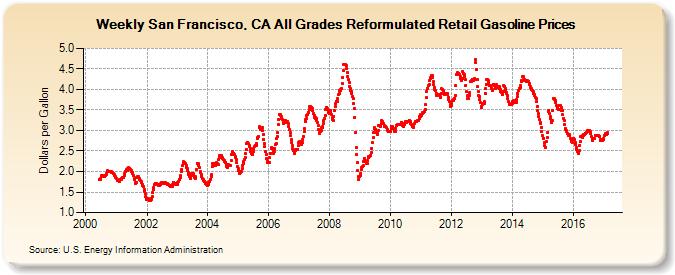 Weekly San Francisco, CA All Grades Reformulated Retail Gasoline Prices
Dollars per Gallon
5.0
4.5
4.0
3.5
3.0
2.5
2.0
1.5
1.0
2000 2002 2004 2006 2008 2010 2012 2014 2016
Source: U.S. Energy Information Administration